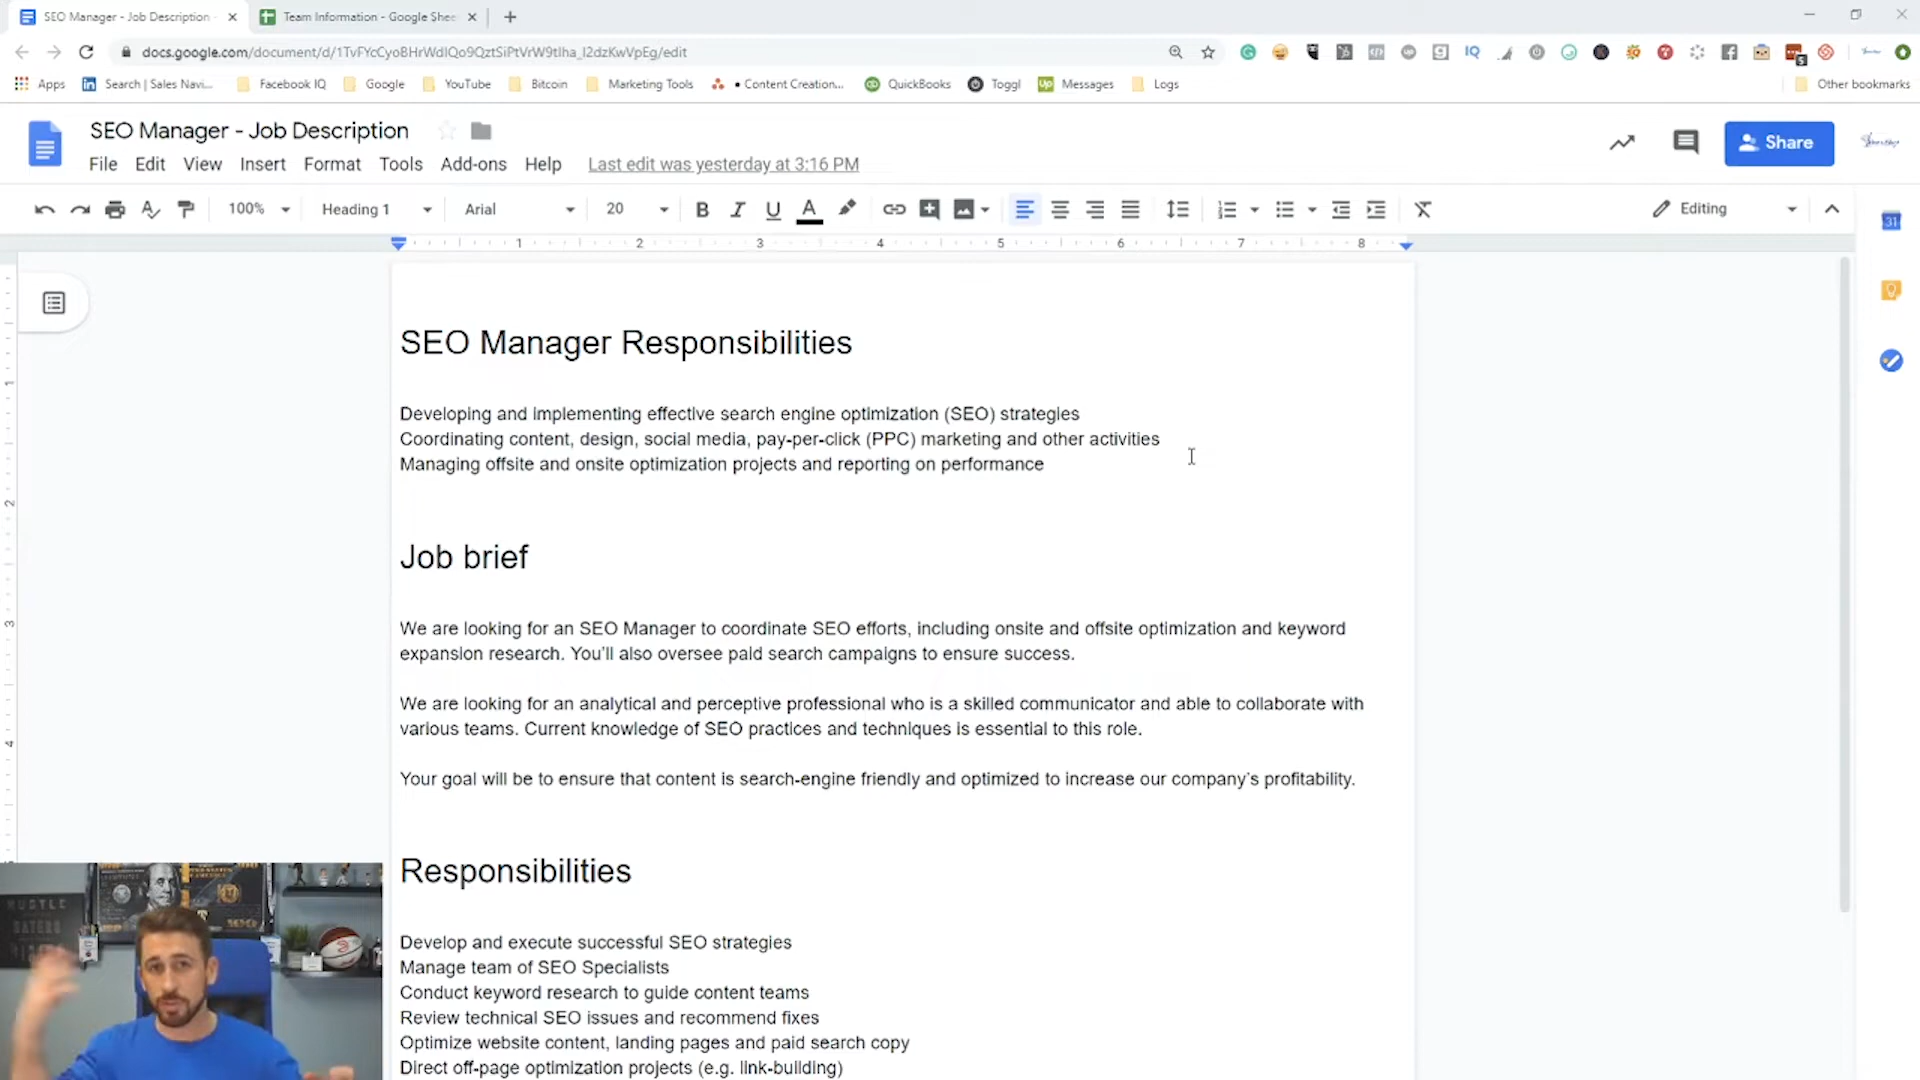 SEO Manager - Job Description -
Team Information - Google Shee
docs.google.com/document/d/1TvFYcCyoBHrWdIQo9QztSiPtVrW9tIha_I2dzKwVpEg/edit
IQ
5
Apps
Search | Sales Navi...
Facebook IQ
Google
YouTube
Bitcoin
Marketing Tools
• Content Creation...
QuickBooks
Toggl
Messages
Logs
Other bookmarks
SEO Manager - Job Description
Share
File Edit View Insert Format Tools Add-ons Help Last edit was yesterday at 3:16 PM
100% Heading 1 Arial 20 B I U A Editing
31
1 2 3 4 5 6 7 8
1
2
3
4
SEO Manager Responsibilities
Developing and implementing effective search engine optimization (SEO) strategies
Coordinating content, design, social media, pay-per-click (PPC) marketing and other activities
Managing offsite and onsite optimization projects and reporting on performance
Job brief
We are looking for an SEO Manager to coordinate SEO efforts, including onsite and offsite optimization and keyword
expansion research. You’ll also oversee paid search campaigns to ensure success.
We are looking for an analytical and perceptive professional who is a skilled communicator and able to collaborate with
various teams. Current knowledge of SEO practices and techniques is essential to this role.
Your goal will be to ensure that content is search-engine friendly and optimized to increase our company’s profitability.
Responsibilities
Develop and execute successful SEO strategies
Manage team of SEO Specialists
Conduct keyword research to guide content teams
Review technical SEO issues and recommend fixes
Optimize website content, landing pages and paid search copy
Direct off-page optimization projects (e.g. link-building)
HUSTLE
HATERS